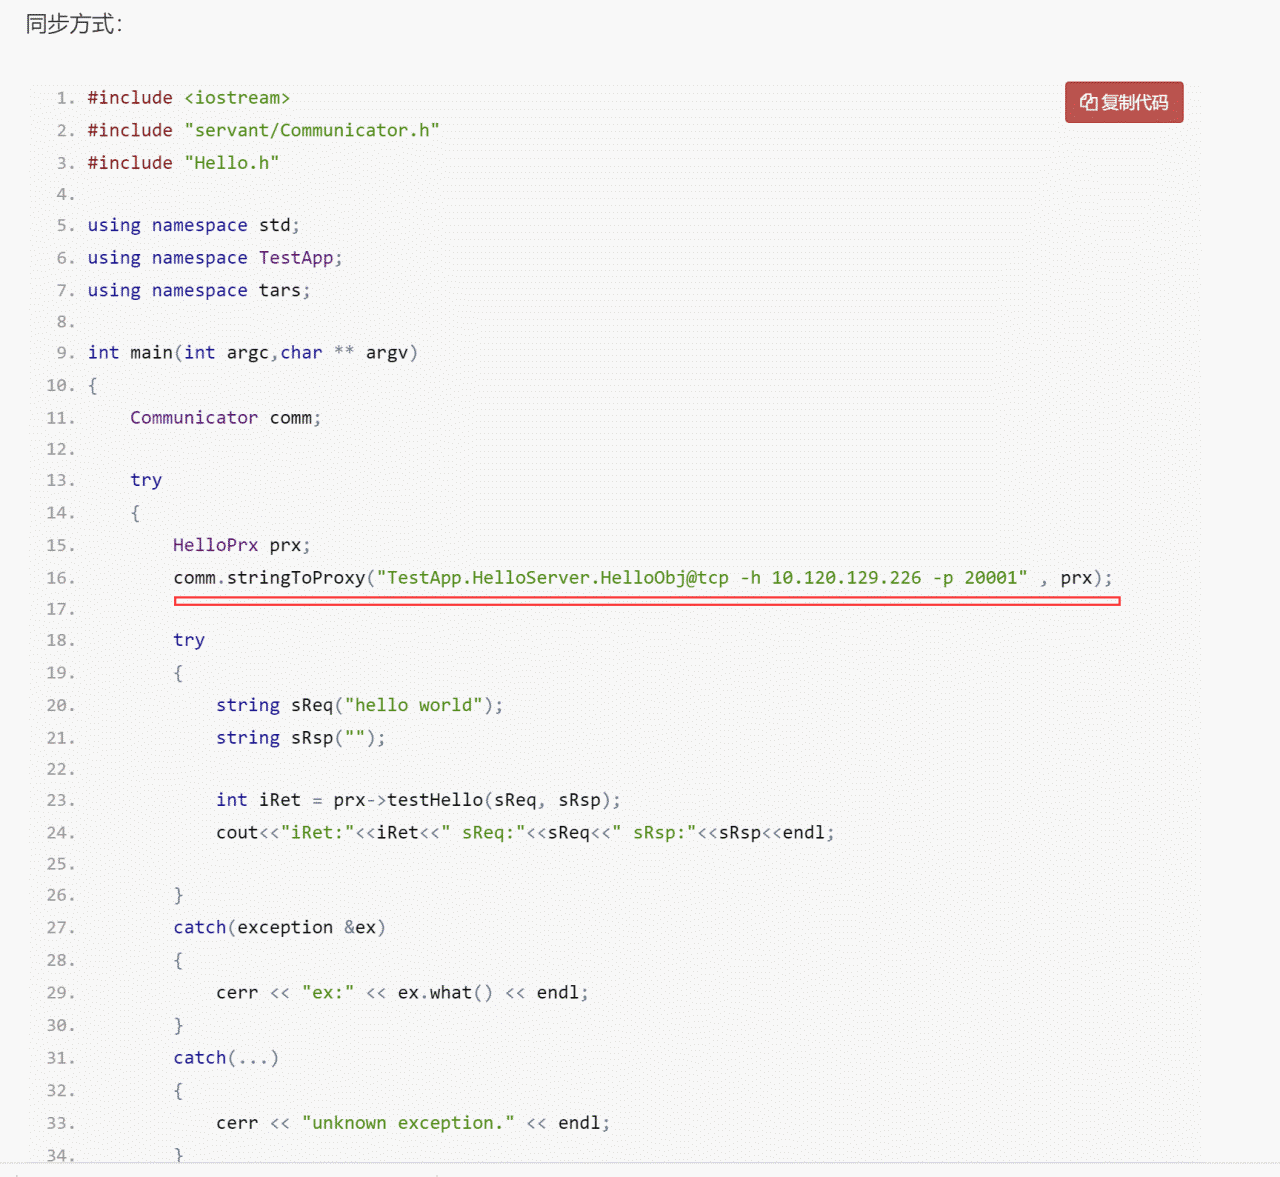 同步方式：
复制代码
1. #include <iostream>
2. #include "servant/Communicator.h"
3. #include "Hello.h"
4.
5. using namespace std;
6. using namespace TestApp;
7. using namespace tars;
8.
9. int main(int argc,char ** argv)
10. {
11.     Communicator comm;
12.
13.     try
14.     {
15.         HelloPrx prx;
16.         comm.stringToProxy("TestApp.HelloServer.HelloObj@tcp -h 10.120.129.226 -p 20001" , prx);
17.
18.         try
19.         {
20.             string sReq("hello world");
21.             string sRsp("");
22.
23.             int iRet = prx->testHello(sReq, sRsp);
24.             cout<<"iRet:"<<iRet<<" sReq:"<<sReq<<" sRsp:"<<sRsp<<endl;
25.
26.         }
27.         catch(exception &ex)
28.         {
29.             cerr << "ex:" << ex.what() << endl;
30.         }
31.         catch(...)
32.         {
33.             cerr << "unknown exception." << endl;
34.         }